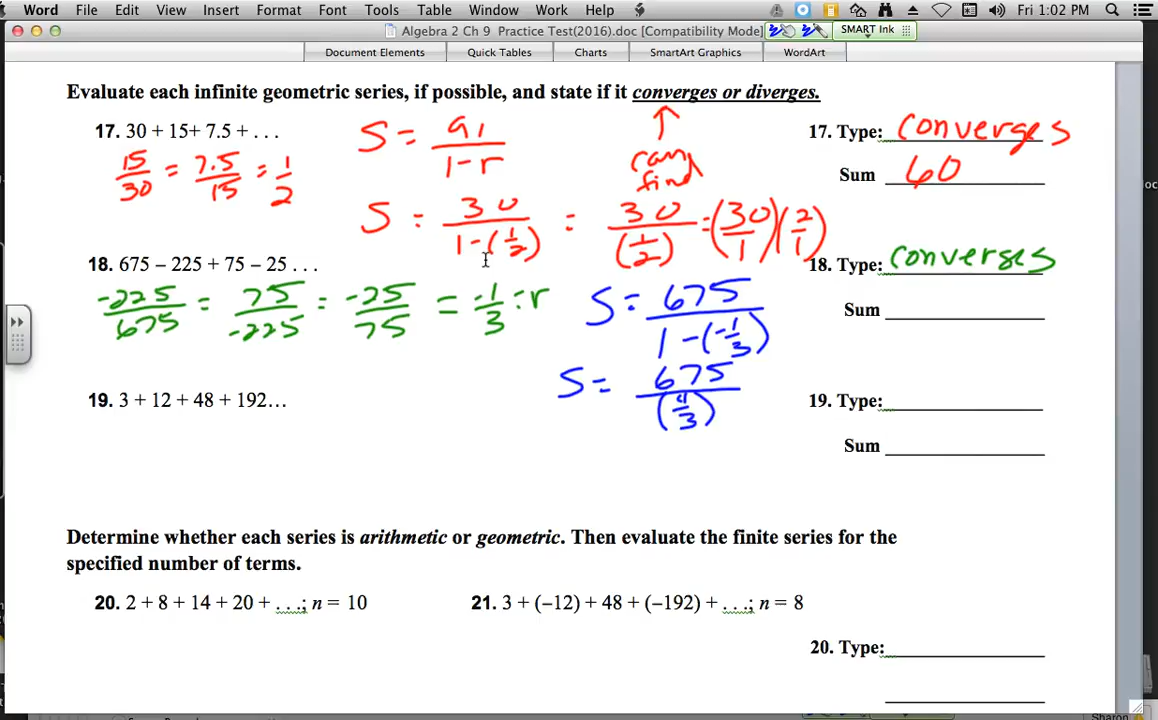 Word File Edit View Insert Format Font Tools Table Window Work Help Fri 1:02 PM
Algebra 2 Ch 9 Practice Test(2016).doc [Compatibility Mode] SMART Ink
Document Elements Quick Tables Charts SmartArt Graphics WordArt
Evaluate each infinite geometric series, if possible, and state if it converges or diverges.
17. 30 + 15+ 7.5 + . . .
15/30 = 7.5/15 = 1/2
S = a1/(1-r)
↑
can find
17. Type: converges
Sum 60
S = 30/(1-(1/2)) = 30/(1/2) = (30/1)(2/1)
18. 675 – 225 + 75 – 25 . . .
18. Type: converges
-225/675 = 75/-225 = -25/75 = -1/3 = r
S = 675/(1-(-1/3))
Sum
S = 675/(4/3)
19. 3 + 12 + 48 + 192...
19. Type:
Sum
Determine whether each series is arithmetic or geometric. Then evaluate the finite series for the
specified number of terms.
20. 2 + 8 + 14 + 20 + . . .; n = 10 21. 3 + (–12) + 48 + (–192) + . . .; n = 8
20. Type:
Sharon